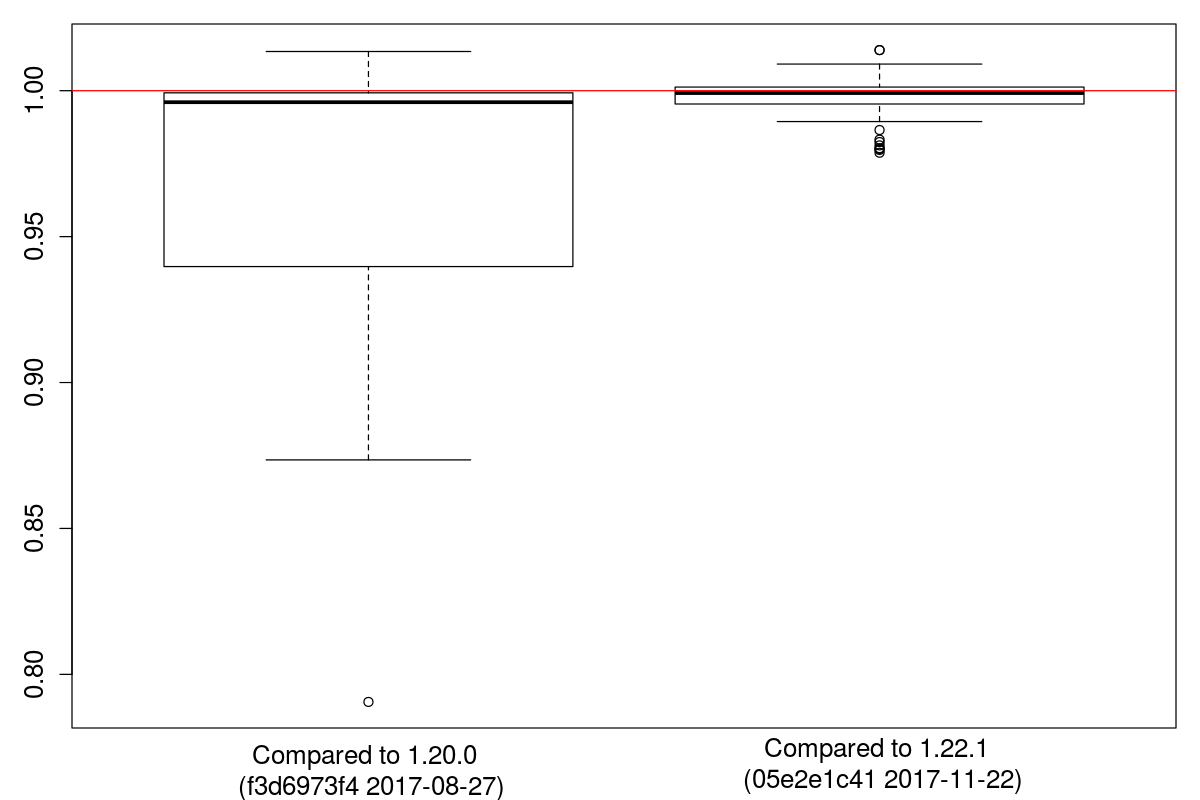 1.00
0.95
0.90
0.85
0.80
Compared to 1.20.0
(f3d6973f4 2017-08-27)
Compared to 1.22.1
(05e2e1c41 2017-11-22)